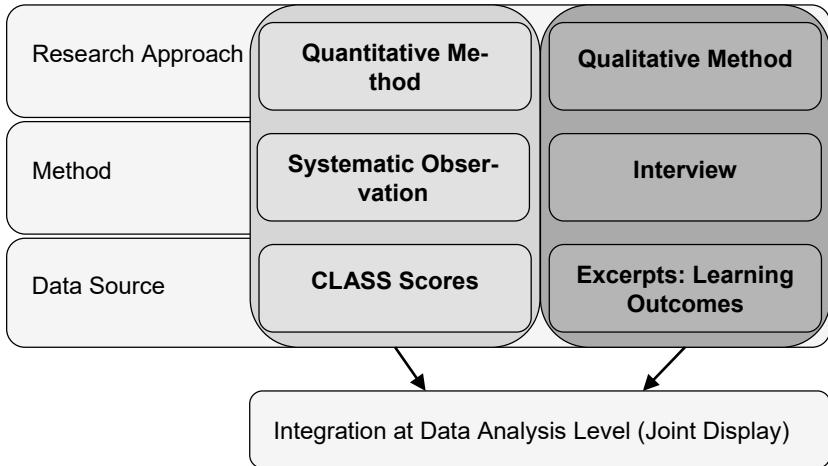 Research Approach
Quantitative Me-
thod
Qualitative Method
Method
Systematic Obser-
vation
Interview
Data Source
CLASS Scores
Excerpts: Learning
Outcomes
Integration at Data Analysis Level (Joint Display)